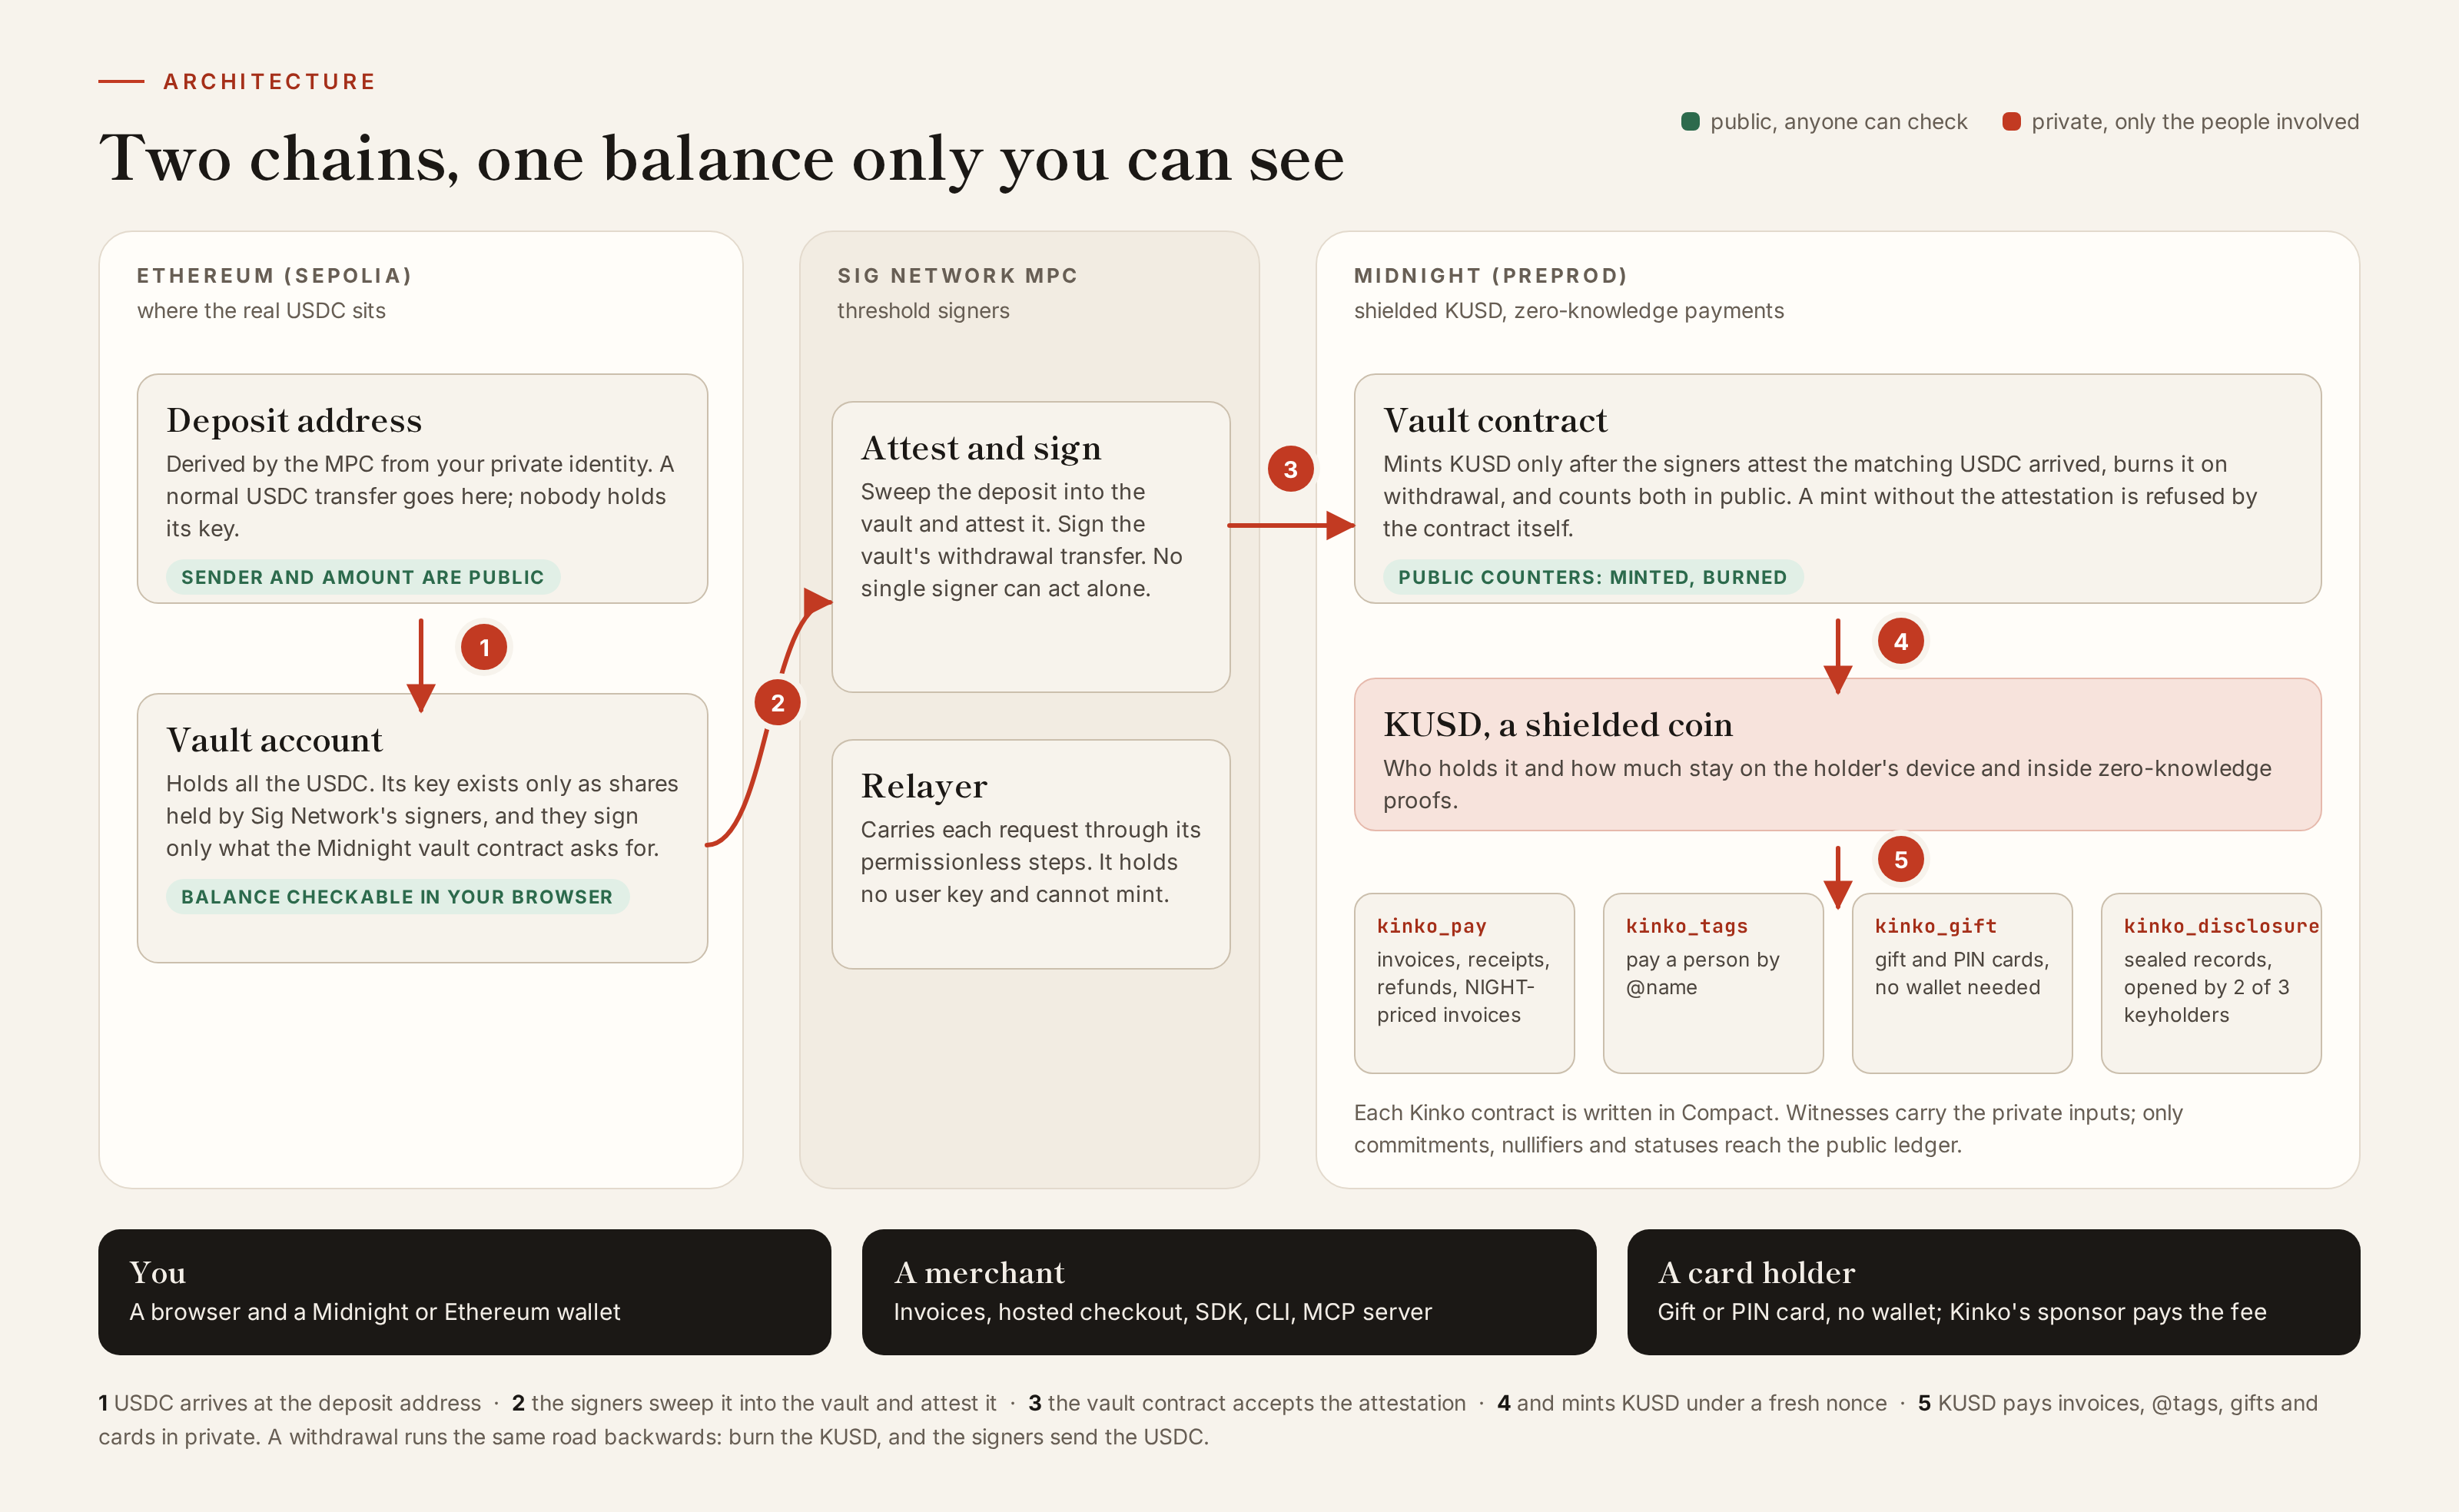 ARCHITECTURE
Two chains, one balance only you can see
public, anyone can check
private, only the people involved
ETHEREUM (SEPOLIA)
where the real USDC sits
Deposit address
Derived by the MPC from your private identity. A
normal USDC transfer goes here; nobody holds
its key.
SENDER AND AMOUNT ARE PUBLIC
1
Vault account
Holds all the USDC. Its key exists only as shares
held by Sig Network's signers, and they sign
only what the Midnight vault contract asks for.
BALANCE CHECKABLE IN YOUR BROWSER
2
SIG NETWORK MPC
threshold signers
Attest and sign
Sweep the deposit into the
vault and attest it. Sign the
vault's withdrawal transfer. No
single signer can act alone.
Relayer
Carries each request through its
permissionless steps. It holds
no user key and cannot mint.
3
MIDNIGHT (PREPROD)
shielded KUSD, zero-knowledge payments
Vault contract
Mints KUSD only after the signers attest the matching USDC arrived, burns it on
withdrawal, and counts both in public. A mint without the attestation is refused by
the contract itself.
PUBLIC COUNTERS: MINTED, BURNED
4
KUSD, a shielded coin
Who holds it and how much stay on the holder's device and inside zero-knowledge
proofs.
5
kinko_pay
invoices, receipts,
refunds, NIGHT-
priced invoices
kinko_tags
pay a person by
@name
kinko_gift
gift and PIN cards,
no wallet needed
kinko_disclosure
sealed records,
opened by 2 of 3
keyholders
Each Kinko contract is written in Compact. Witnesses carry the private inputs; only
commitments, nullifiers and statuses reach the public ledger.
You
A browser and a Midnight or Ethereum wallet
A merchant
Invoices, hosted checkout, SDK, CLI, MCP server
A card holder
Gift or PIN card, no wallet; Kinko's sponsor pays the fee
1 USDC arrives at the deposit address · 2 the signers sweep it into the vault and attest it · 3 the vault contract accepts the attestation · 4 and mints KUSD under a fresh nonce · 5 KUSD pays invoices, @tags, gifts and
cards in private. A withdrawal runs the same road backwards: burn the KUSD, and the signers send the USDC.